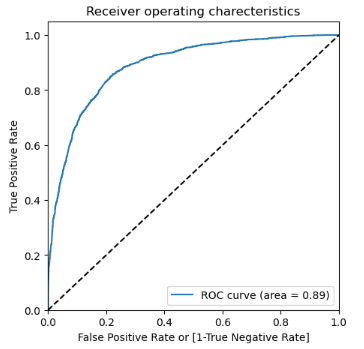 Receiver operating charecteristics
1.0
0.8
0.6
0.4
0.2
0.0
True Positive Rate
ROC curve (area = 0.89)
0.0 0.2 0.4 0.6 0.8 1.0
False Positive Rate or [1-True Negative Rate]